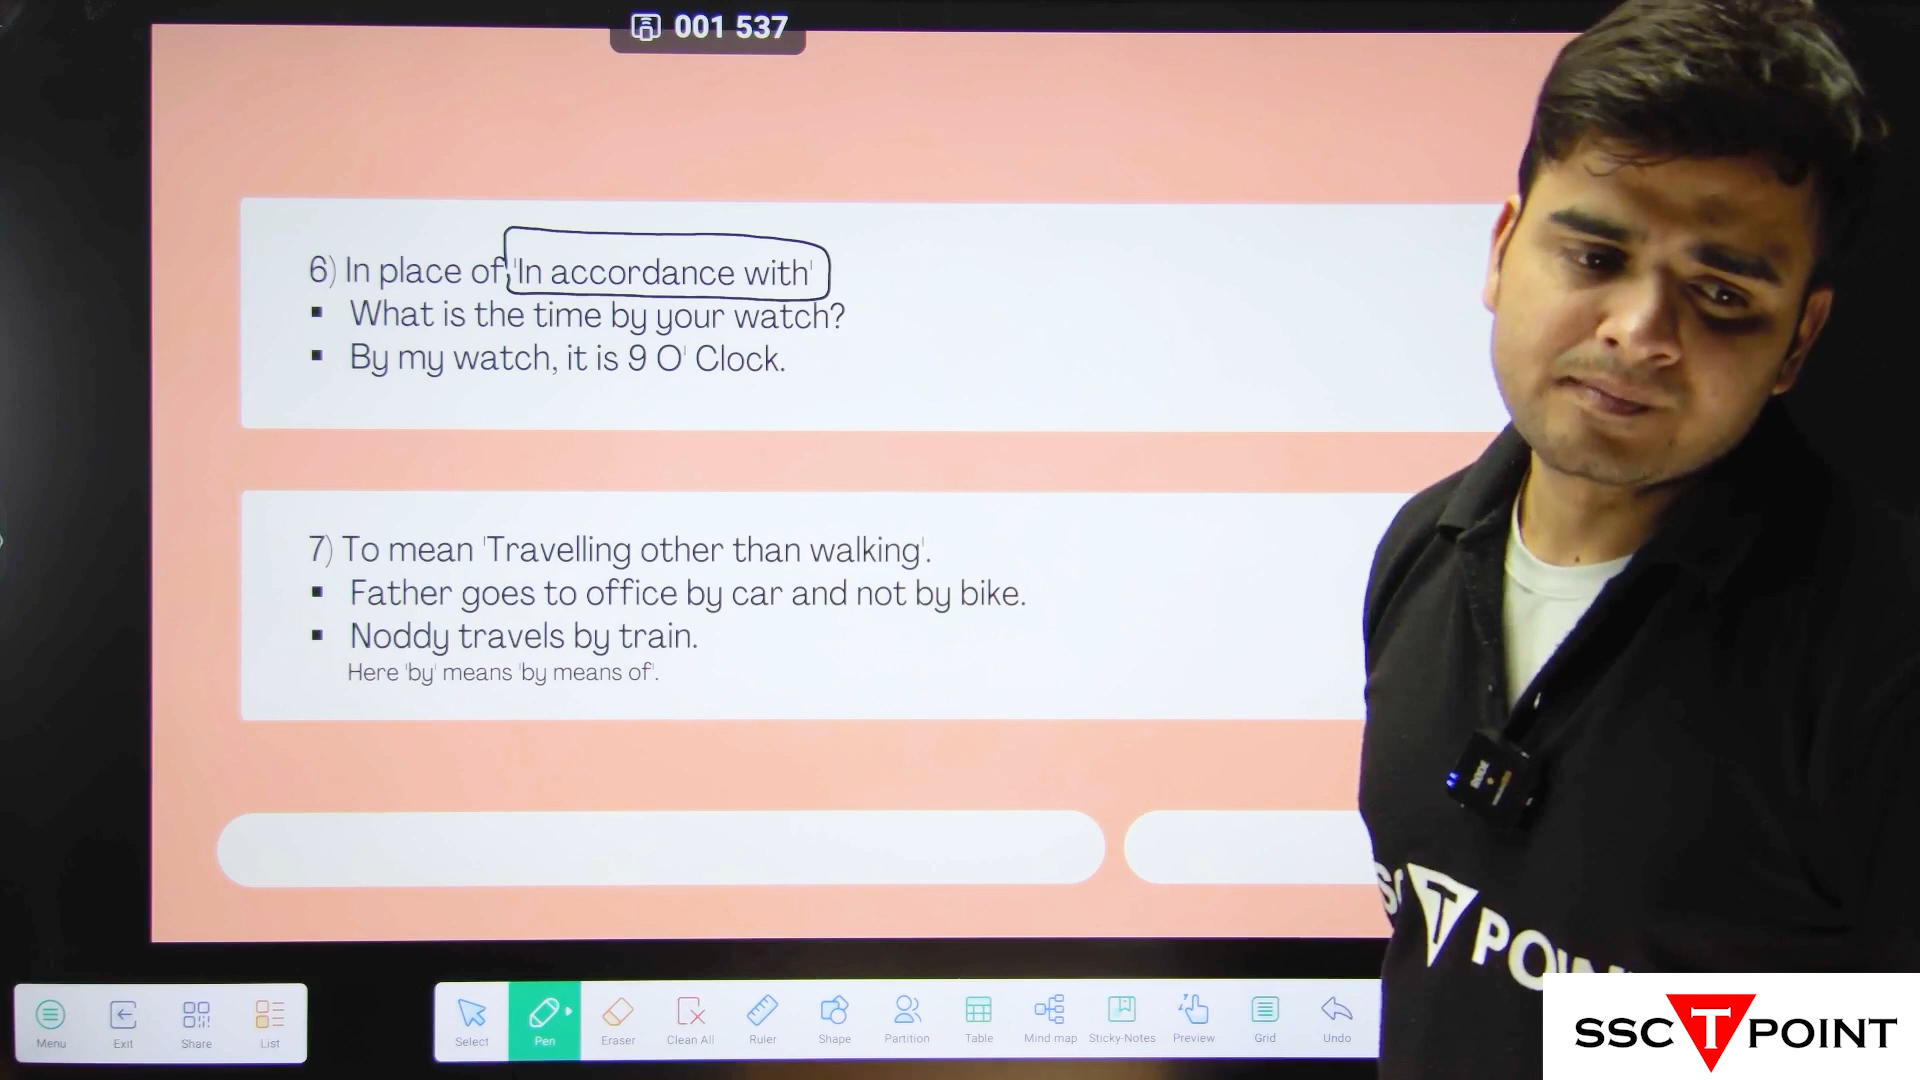 001 537
6) In place of 'In accordance with'
▪ What is the time by your watch?
▪ By my watch, it is 9 O' Clock.
7) To mean 'Travelling other than walking'.
▪ Father goes to office by car and not by bike.
▪ Noddy travels by train.
Here 'by' means 'by means of'.
RODE
T POIN
Menu Exit Share List
Select Pen Eraser Clean All Ruler Shape Partition Table Mind map Sticky-Notes Preview Grid Undo
SSC T POINT